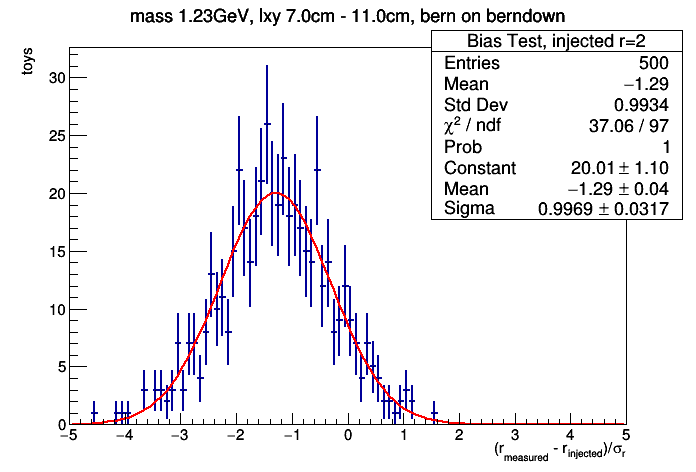 mass 1.23GeV, lxy 7.0cm - 11.0cm, bern on berndown
Bias Test, injected r=2
Entries 500
Mean −1.29
Std Dev 0.9934
χ² / ndf 37.06 / 97
Prob 1
Constant 20.01 ± 1.10
Mean −1.29 ± 0.04
Sigma 0.9969 ± 0.0317
toys
30
25
20
15
10
5
0
−5 −4 −3 −2 −1 0 1 2 3 4 5
(r_measured - r_injected)/σ_r